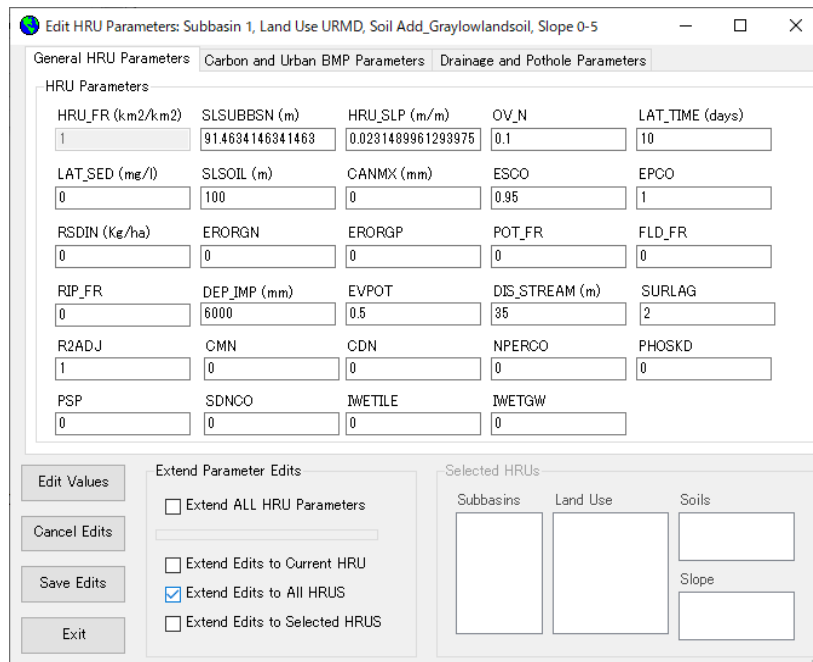 Edit HRU Parameters: Subbasin 1, Land Use URMD, Soil Add_Graylowlandsoil, Slope 0-5
General HRU Parameters Carbon and Urban BMP Parameters Drainage and Pothole Parameters
HRU Parameters
HRU_FR (km2/km2) SLSUBBSN (m) HRU_SLP (m/m) OV_N LAT_TIME (days)
1 91.4634146341463 0.0231489961293975 0.1 10
LAT_SED (mg/l) SLSOIL (m) CANMX (mm) ESCO EPCO
0 100 0 0.95 1
RSDIN (Kg/ha) ERORGN ERORGP POT_FR FLD_FR
0 0 0 0 0
RIP_FR DEP_IMP (mm) EVPOT DIS_STREAM (m) SURLAG
0 6000 0.5 35 2
R2ADJ CMN CDN NPERCO PHOSKD
1 0 0 0 0
PSP SDNCO IWETILE IWETGW
0 0 0 0
Edit Values
Cancel Edits
Save Edits
Exit
Extend Parameter Edits
Extend ALL HRU Parameters
Extend Edits to Current HRU
Extend Edits to All HRUS
Extend Edits to Selected HRUS
Selected HRUs
Subbasins Land Use Soils
Slope